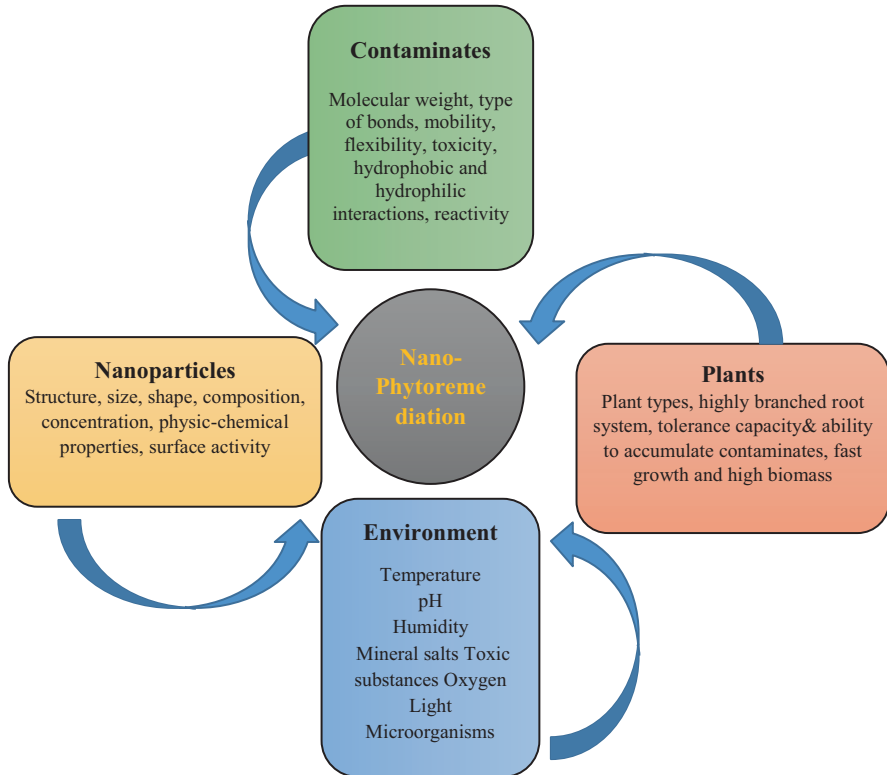 Contaminates
Molecular weight, type
of bonds, mobility,
flexibility, toxicity,
hydrophobic and
hydrophilic
interactions, reactivity
Nano-
Phytoreme
diation
Nanoparticles
Structure, size, shape, composition,
concentration, physic-chemical
properties, surface activity
Plants
Plant types, highly branched root
system, tolerance capacity& ability
to accumulate contaminates, fast
growth and high biomass
Environment
Temperature
pH
Humidity
Mineral salts Toxic
substances Oxygen
Light
Microorganisms